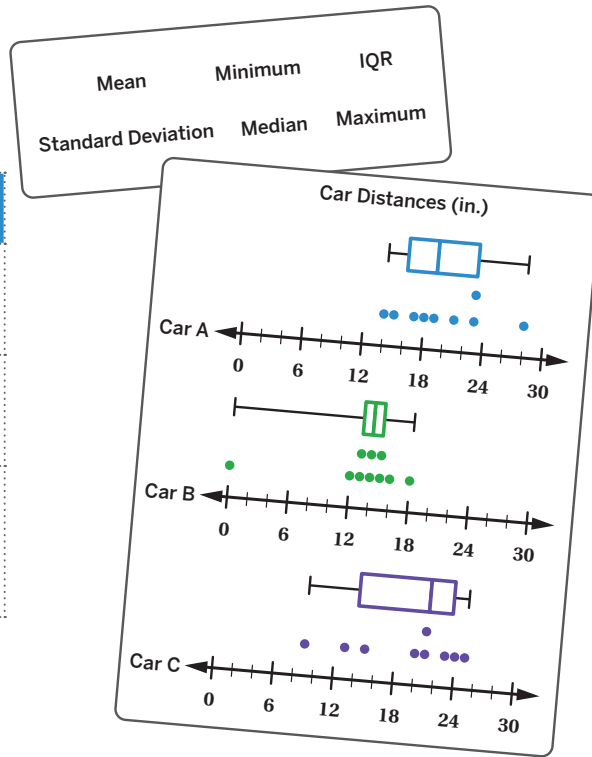 Mean Minimum IQR
Standard Deviation Median Maximum
Car Distances (in.)
Car A
0 6 12 18 24 30
Car B
0 6 12 18 24 30
Car C
0 6 12 18 24 30